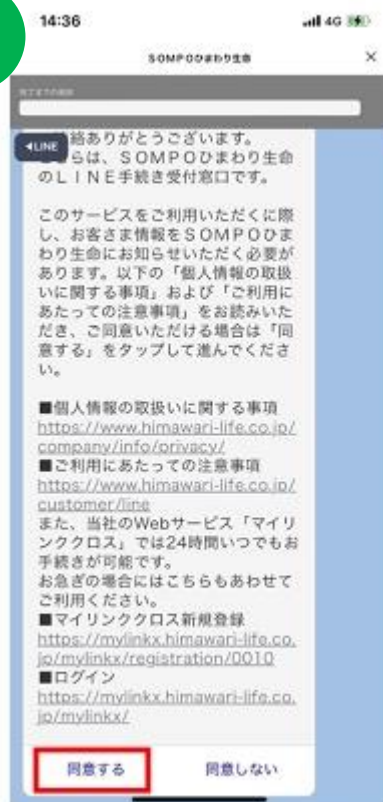 14:36
4G
SOMPOひまわり生命
×
◀LINE
絡ありがとうございます。
らは、SOMPOひまわり生命
のLINE手続き受付窓口です。
このサービスをご利用いただくに際
し、お客さま情報をSOMPOひま
わり生命にお知らせいただく必要が
あります。以下の「個人情報の取扱
いに関する事項」および「ご利用に
あたっての注意事項」をお読みいた
だき、ご同意いただける場合は「同
意する」をタップして進んでくださ
い。
■個人情報の取扱いに関する事項
https://www.himawari-life.co.jp/
company/info/privacy/
■ご利用にあたっての注意事項
https://www.himawari-life.co.jp/
customer/line
また、当社のWebサービス「マイリ
ンククロス」では24時間いつでもお
手続きが可能です。
お急ぎの場合にはこちらもあわせて
ご利用ください。
■マイリンククロス新規登録
https://mylinkx.himawari-life.co.
jp/mylinkx/registration/0010
■ログイン
https://mylinkx.himawari-life.co.
jp/mylinkx/
同意する
同意しない